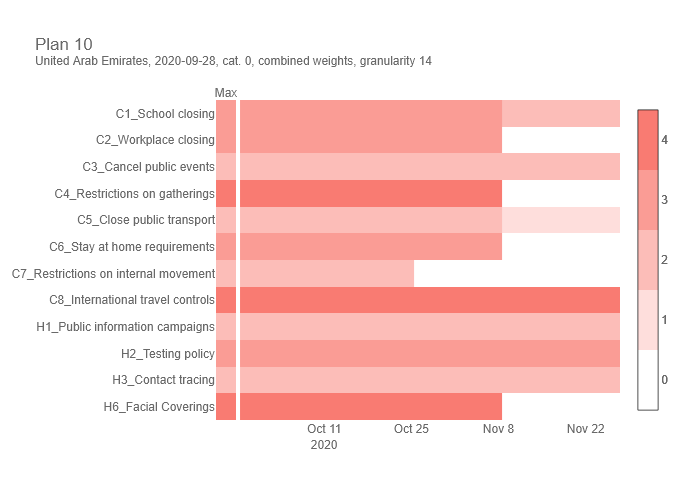 Plan 10
United Arab Emirates, 2020-09-28, cat. 0, combined weights, granularity 14
Max
C1_School closing
C2_Workplace closing
C3_Cancel public events
C4_Restrictions on gatherings
C5_Close public transport
C6_Stay at home requirements
C7_Restrictions on internal movement
C8_International travel controls
H1_Public information campaigns
H2_Testing policy
H3_Contact tracing
H6_Facial Coverings
Oct 11
2020
Oct 25
Nov 8
Nov 22
4
3
2
1
0